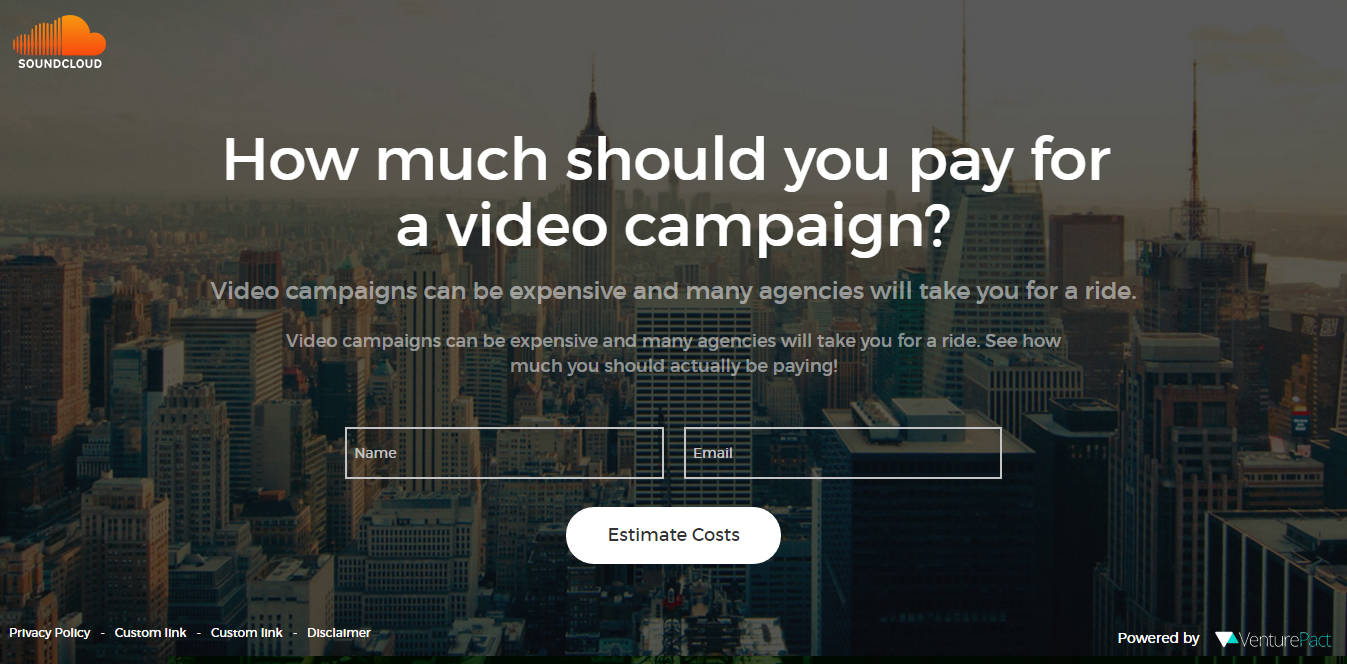 SOUNDCLOUD
How much should you pay for
a video campaign?
Video campaigns can be expensive and many agencies will take you for a ride.
Video campaigns can be expensive and many agencies will take you for a ride. See how
much you should actually be paying!
Name
Email
Estimate Costs
Privacy Policy - Custom link - Custom link - Disclaimer
Powered by VenturePact